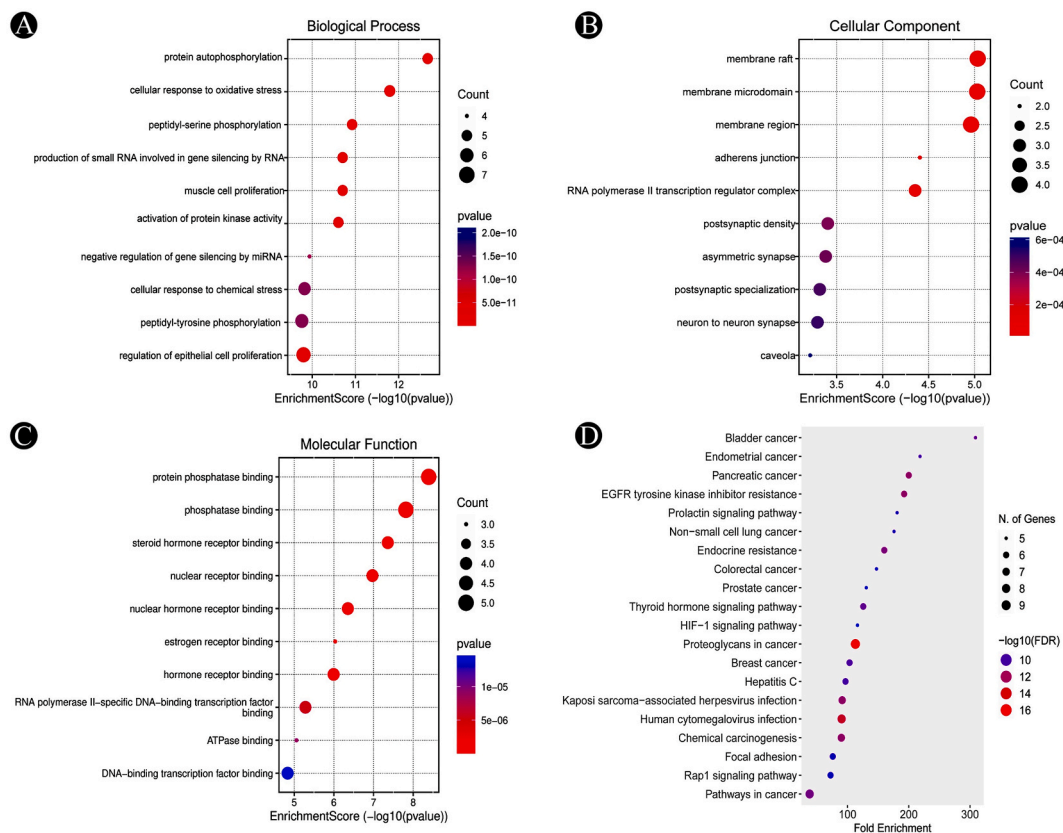 A
Biological Process
protein autophosphorylation
cellular response to oxidative stress
peptidyl-serine phosphorylation
production of small RNA involved in gene silencing by RNA
muscle cell proliferation
activation of protein kinase activity
negative regulation of gene silencing by miRNA
cellular response to chemical stress
peptidyl-tyrosine phosphorylation
regulation of epithelial cell proliferation
10 11 12
EnrichmentScore (−log10(pvalue))
Count
4
5
6
7
pvalue
2.0e-10
1.5e-10
1.0e-10
5.0e-11
B
Cellular Component
membrane raft
membrane microdomain
membrane region
adherens junction
RNA polymerase II transcription regulator complex
postsynaptic density
asymmetric synapse
postsynaptic specialization
neuron to neuron synapse
caveola
3.5 4.0 4.5 5.0
EnrichmentScore (−log10(pvalue))
Count
2.0
2.5
3.0
3.5
4.0
pvalue
6e-04
4e-04
2e-04
C
Molecular Function
protein phosphatase binding
phosphatase binding
steroid hormone receptor binding
nuclear receptor binding
nuclear hormone receptor binding
estrogen receptor binding
hormone receptor binding
RNA polymerase II-specific DNA-binding transcription factor
binding
ATPase binding
DNA-binding transcription factor binding
5 6 7 8
EnrichmentScore (−log10(pvalue))
Count
3.0
3.5
4.0
4.5
5.0
pvalue
1e-05
5e-06
D
Bladder cancer
Endometrial cancer
Pancreatic cancer
EGFR tyrosine kinase inhibitor resistance
Prolactin signaling pathway
Non-small cell lung cancer
Endocrine resistance
Colorectal cancer
Prostate cancer
Thyroid hormone signaling pathway
HIF-1 signaling pathway
Proteoglycans in cancer
Breast cancer
Hepatitis C
Kaposi sarcoma-associated herpesvirus infection
Human cytomegalovirus infection
Chemical carcinogenesis
Focal adhesion
Rap1 signaling pathway
Pathways in cancer
100 200 300
Fold Enrichment
N. of Genes
5
6
7
8
9
−log10(FDR)
10
12
14
16